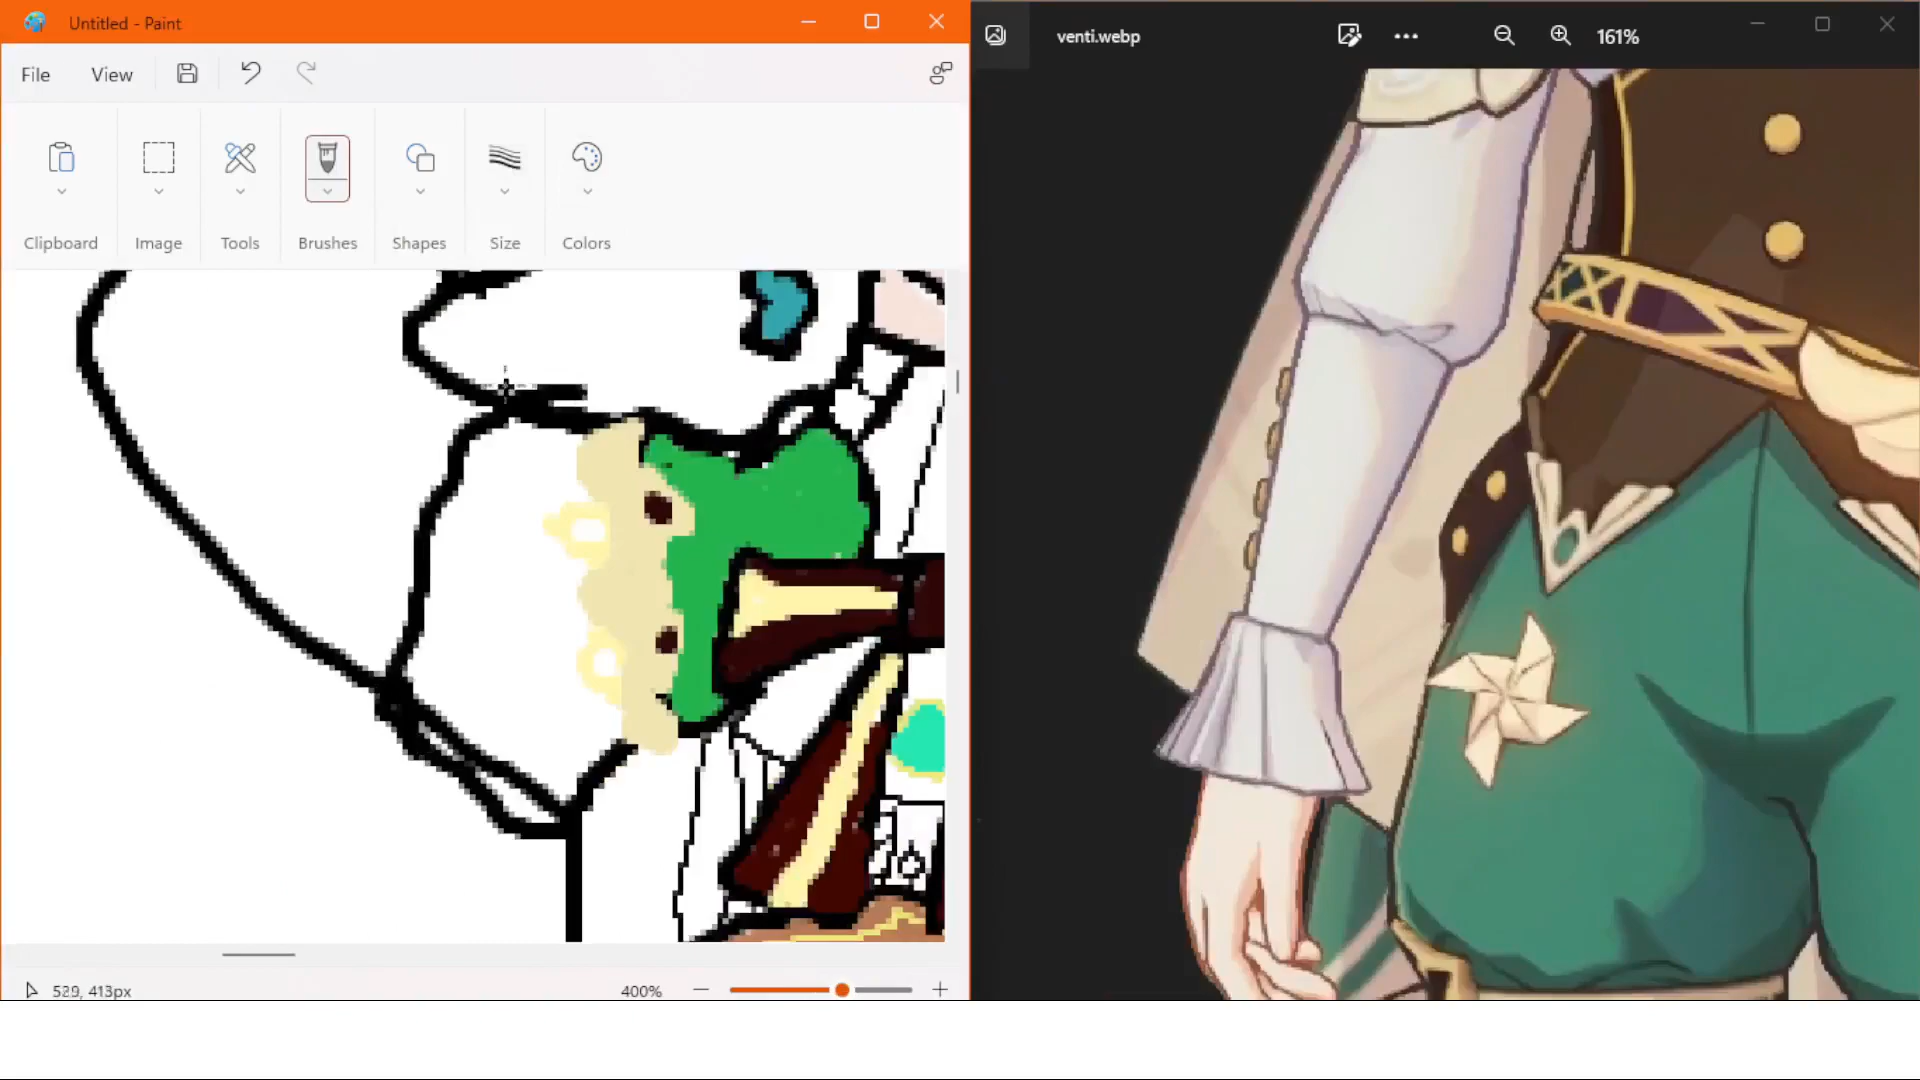 Untitled - Paint
File View
Clipboard Image Tools Brushes Shapes Size Colors
529, 413px
400%
venti.webp
161%